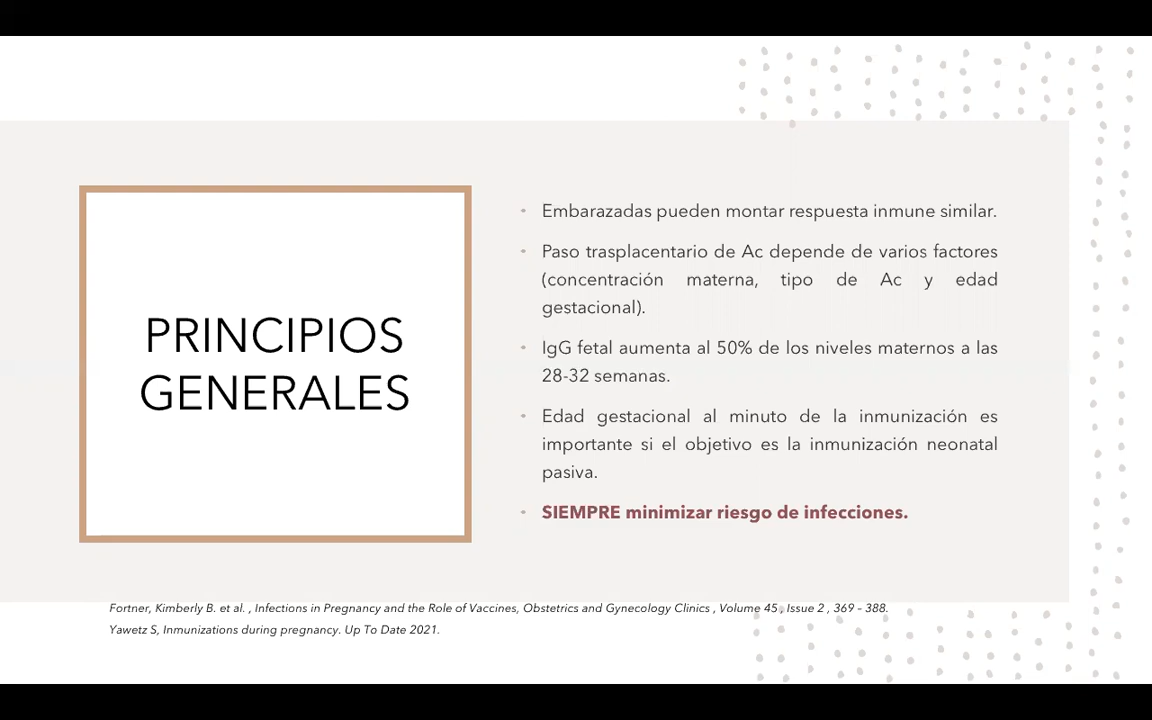 PRINCIPIOS
GENERALES
Embarazadas pueden montar respuesta inmune similar.
Paso trasplacentario de Ac depende de varios factores
(concentración materna, tipo de Ac y edad
gestacional).
IgG fetal aumenta al 50% de los niveles maternos a las
28-32 semanas.
Edad gestacional al minuto de la inmunización es
importante si el objetivo es la inmunización neonatal
pasiva.
SIEMPRE minimizar riesgo de infecciones.
Fortner, Kimberly B. et al. , Infections in Pregnancy and the Role of Vaccines, Obstetrics and Gynecology Clinics , Volume 45 , Issue 2 , 369 – 388.
Yawetz S, Inmunizations during pregnancy. Up To Date 2021.